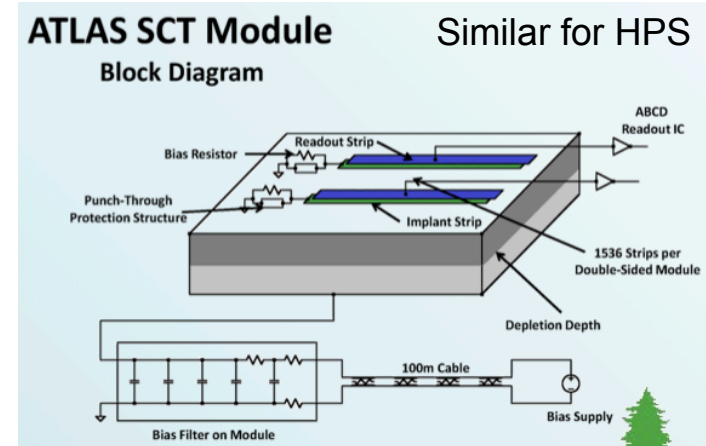 ATLAS SCT Module
Similar for HPS
Block Diagram
ABCD
Readout IC
Readout Strip
Bias Resistor
Punch-Through
Protection Structure
Implant Strip
1536 Strips per
Double-Sided Module
Depletion Depth
100m Cable
Bias Supply
Bias Filter on Module